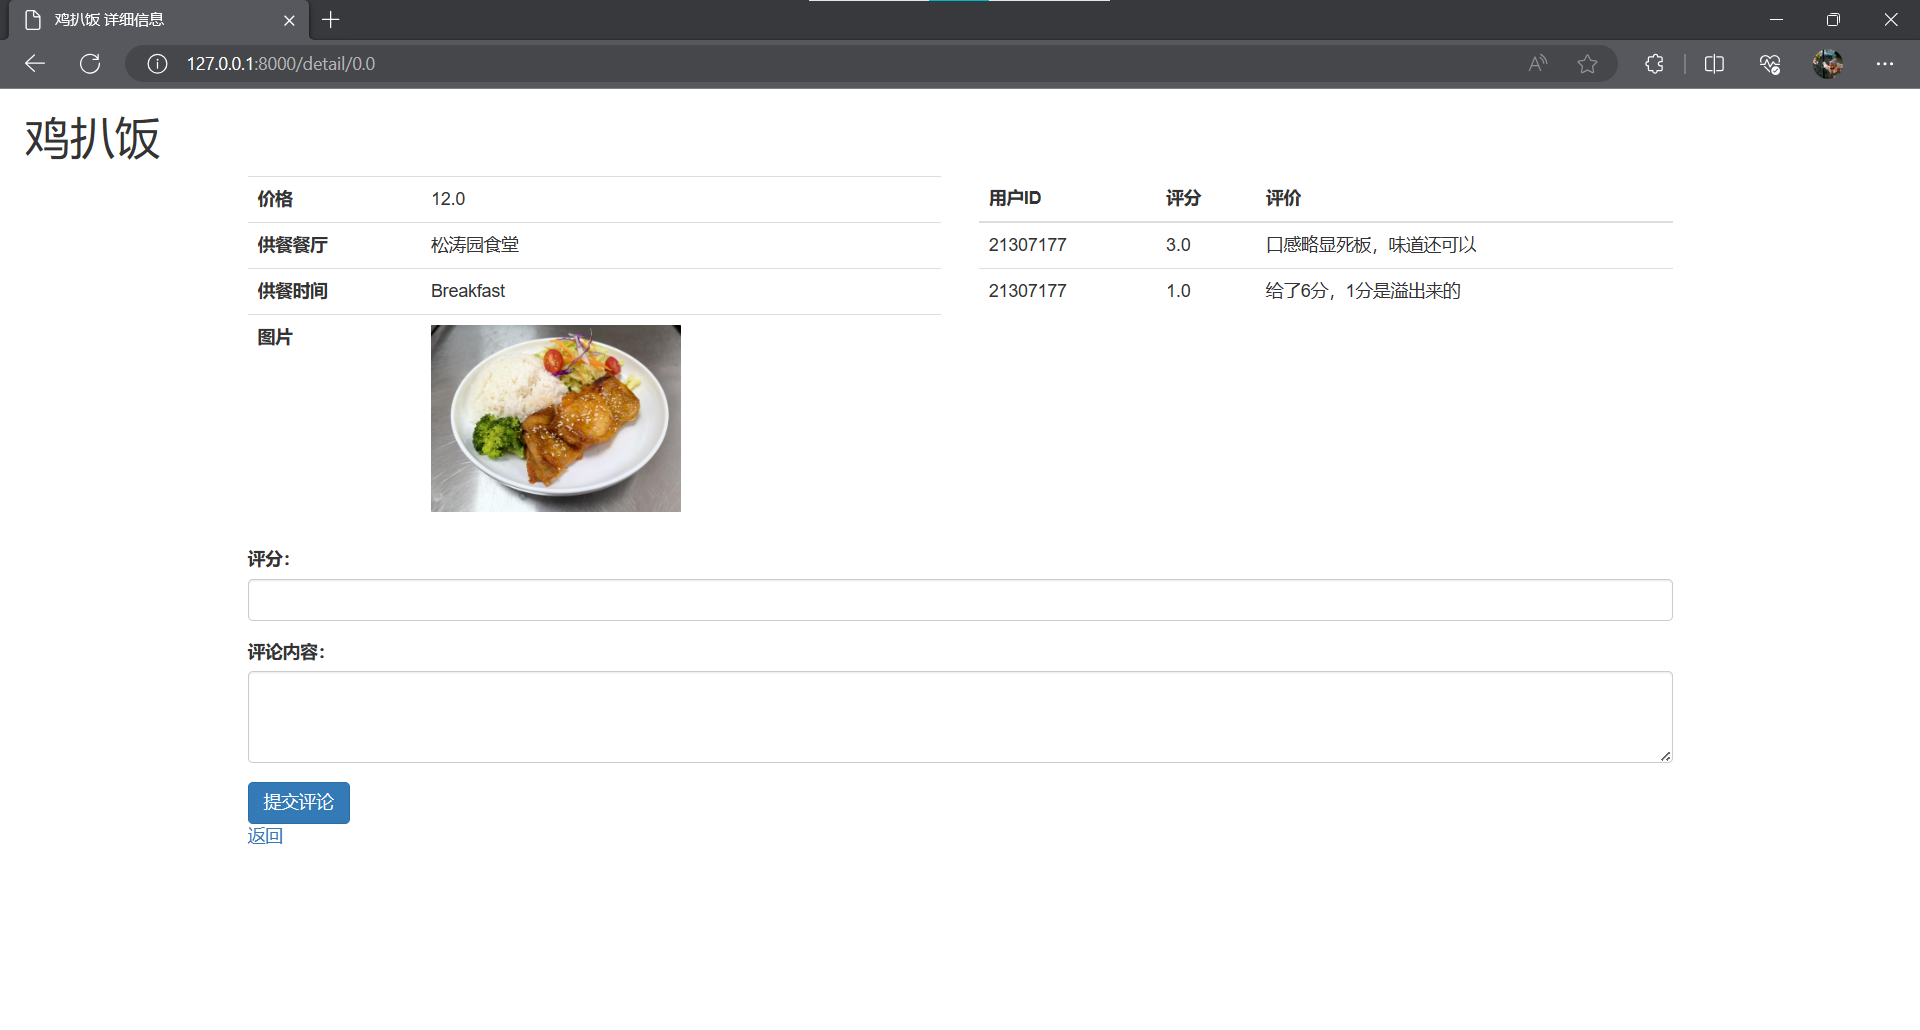 鸡扒饭 详细信息
127.0.0.1:8000/detail/0.0
鸡扒饭
价格 12.0
供餐餐厅 松涛园食堂
供餐时间 Breakfast
图片
用户ID 评分 评价
21307177 3.0 口感略显死板，味道还可以
21307177 1.0 给了6分，1分是溢出来的
评分：
评论内容：
提交评论
返回